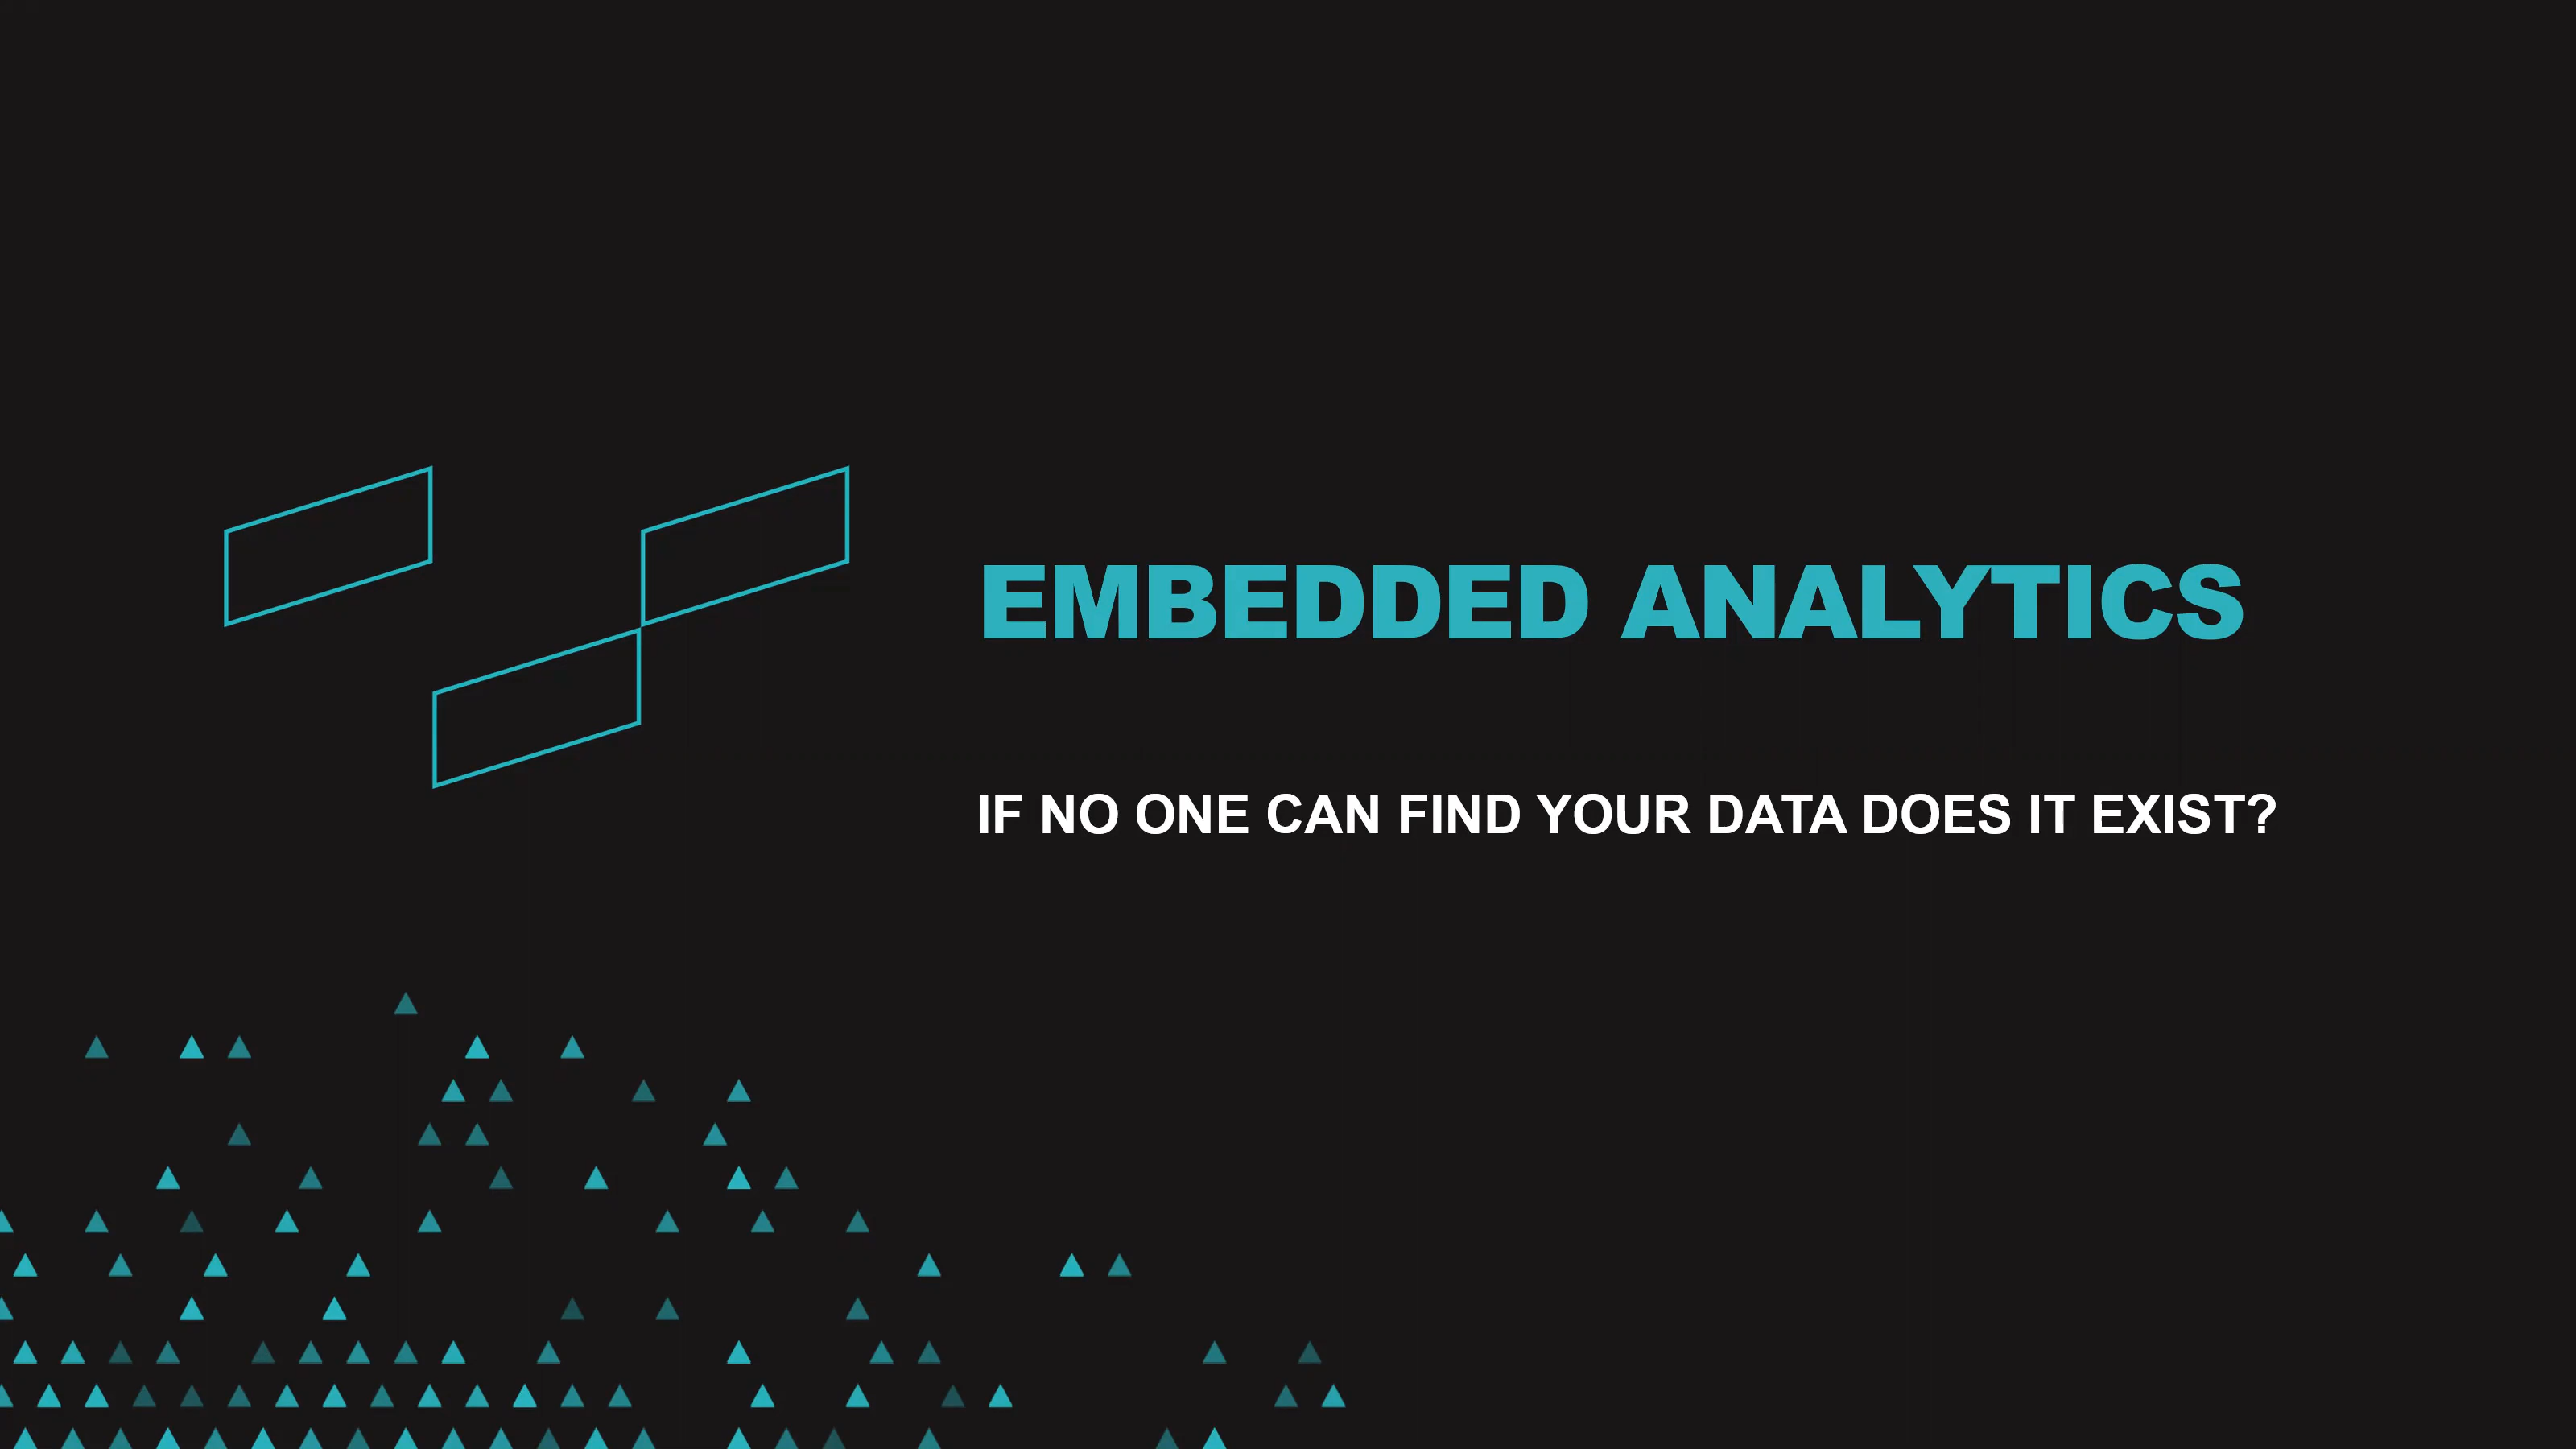 EMBEDDED ANALYTICS
IF NO ONE CAN FIND YOUR DATA DOES IT EXIST?